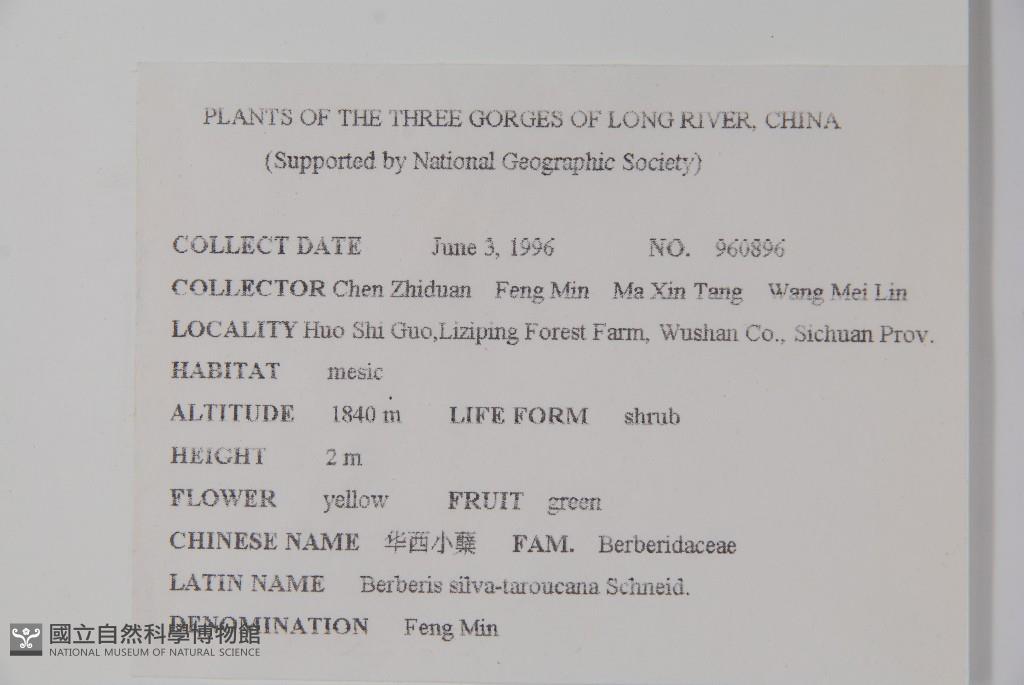 PLANTS OF THE THREE GORGES OF LONG RIVER, CHINA
(Supported by National Geographic Society)
COLLECT DATE June 3, 1996 NO. 960896
COLLECTOR Chen Zhiduan Feng Min Ma Xin Tang Wang Mei Lin
LOCALITY Huo Shi Guo,Liziping Forest Farm, Wushan Co., Sichuan Prov.
HABITAT mesic
ALTITUDE 1840 m LIFE FORM shrub
HEIGHT 2 m
FLOWER yellow FRUIT green
CHINESE NAME 华西小蘖 FAM. Berberidaceae
LATIN NAME Berberis silva-taroucana Schneid.
DENOMINATION Feng Min
國立自然科學博物館
NATIONAL MUSEUM OF NATURAL SCIENCE